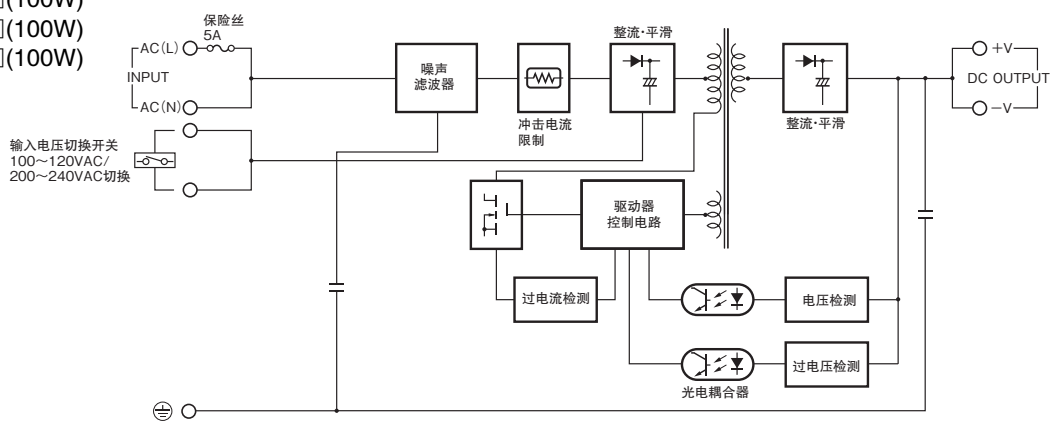 (100W)
(100W)
(100W)
保险丝
5A
AC(L)
INPUT
AC(N)
输入电压切换开关
100～120VAC/
200～240VAC切换
噪声
滤波器
冲击电流
限制
整流·平滑
整流·平滑
+V
DC OUTPUT
−V
驱动器
控制电路
过电流检测
电压检测
过电压检测
光电耦合器